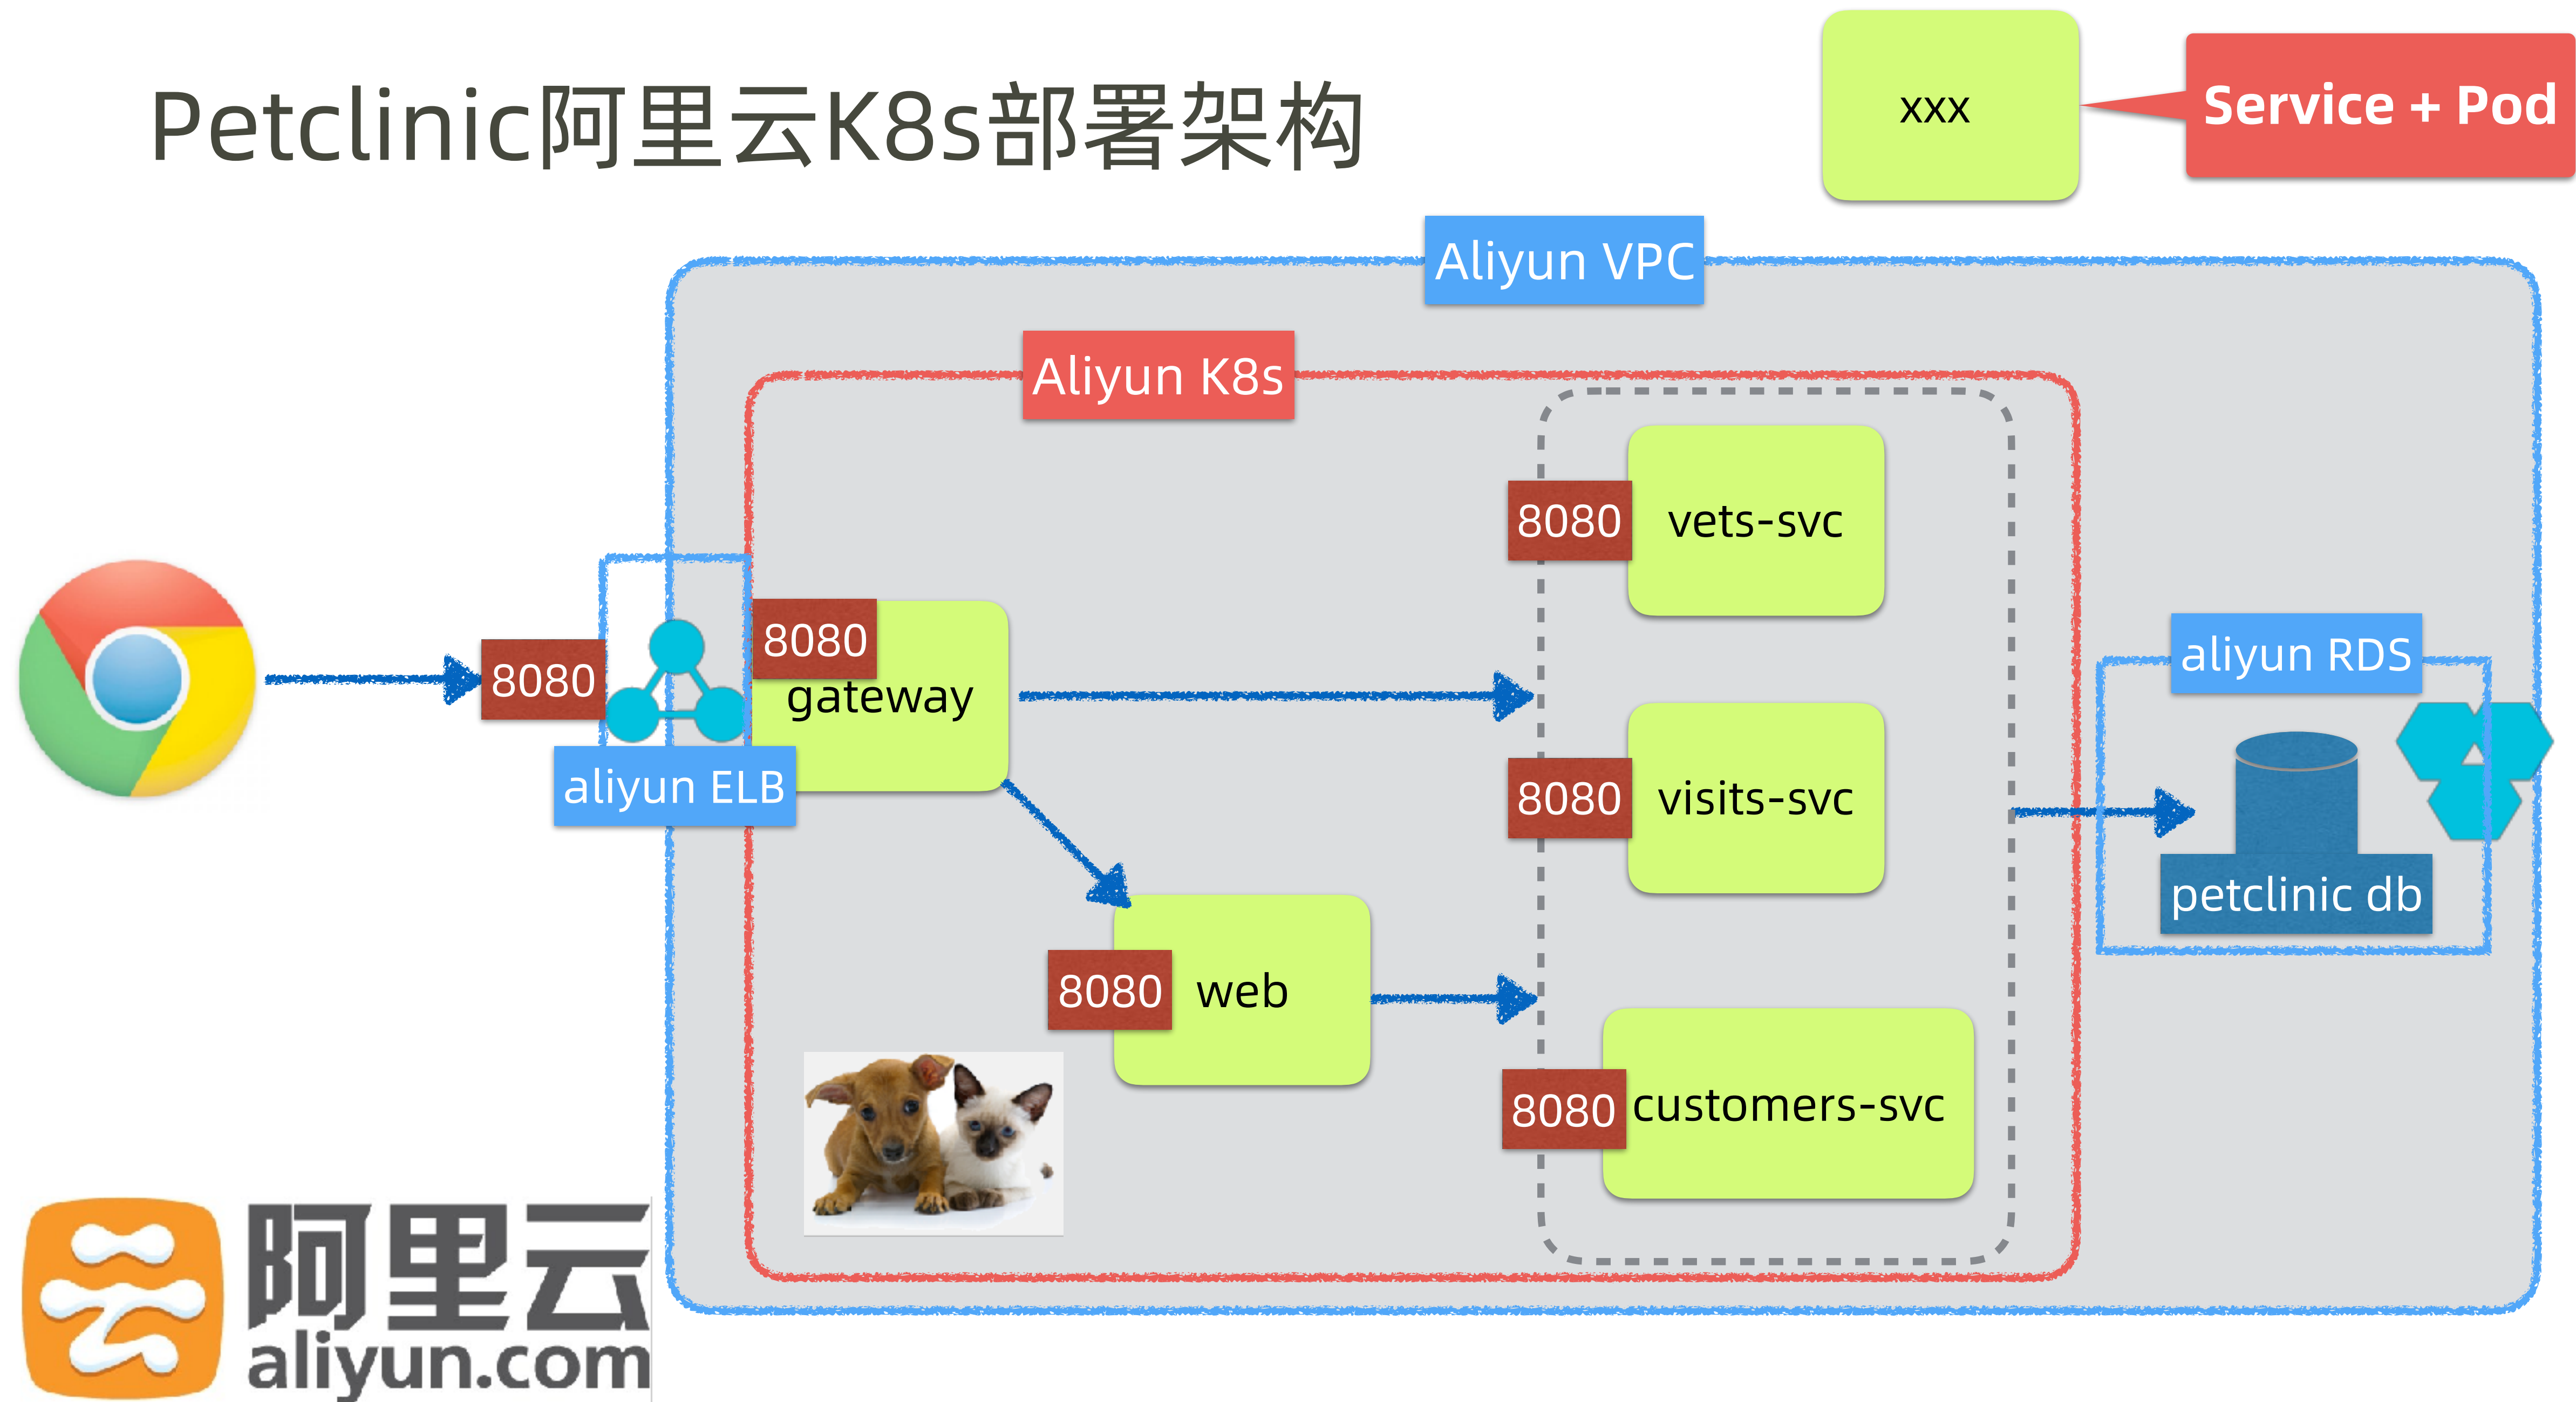 Petclinic阿里云K8s部署架构
xxx
Service + Pod
Aliyun VPC
Aliyun K8s
8080
vets-svc
8080
gateway
8080
aliyun ELB
8080
visits-svc
aliyun RDS
petclinic db
8080
web
8080
customers-svc
阿里云
aliyun.com